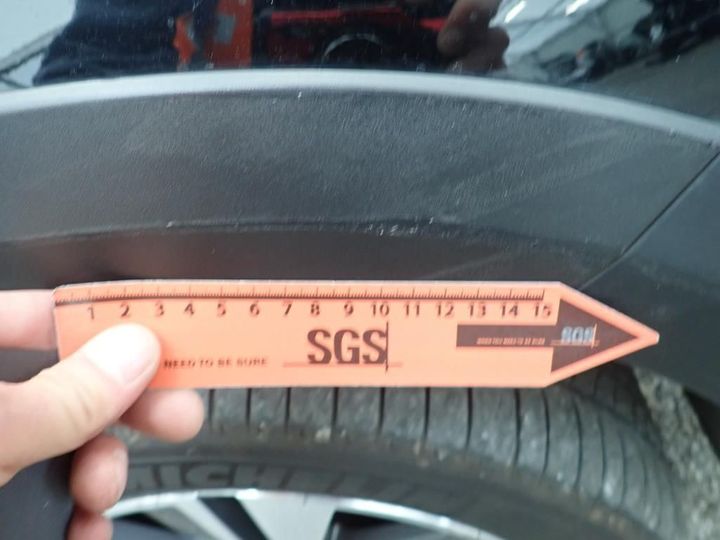 1 2 3 4 5 6 7 8 9 10 11 12 13 14 15
SGS
NEED TO BE SURE
SGS
MICHELIN